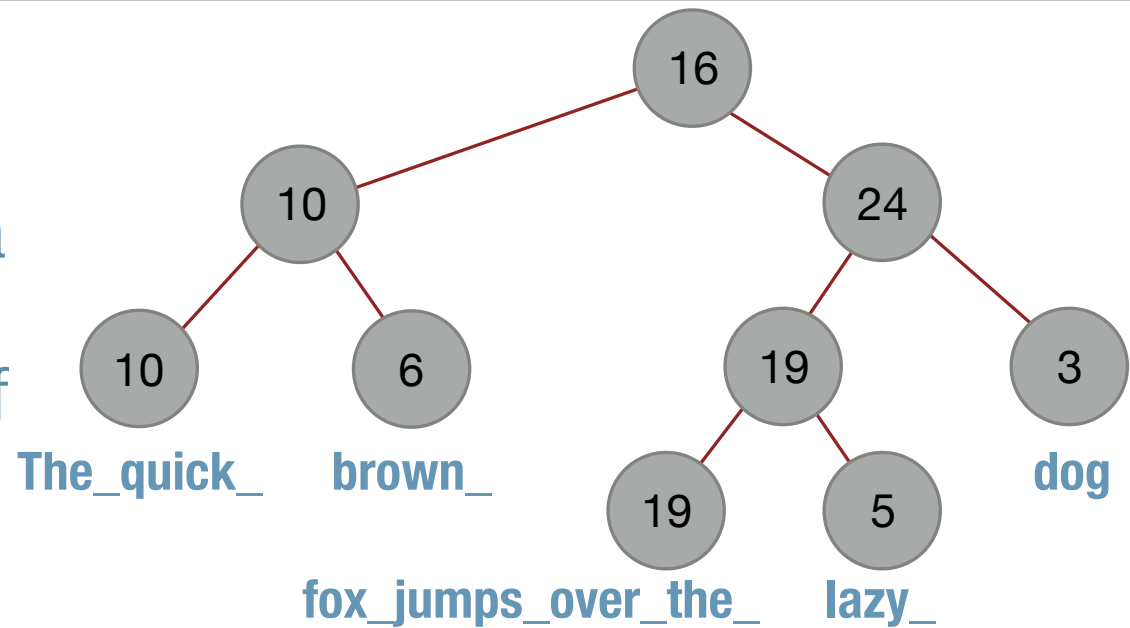 16
10
24
a
10
6
19
3
f
The_quick_ brown_
dog
19
5
fox_jumps_over_the_ lazy_